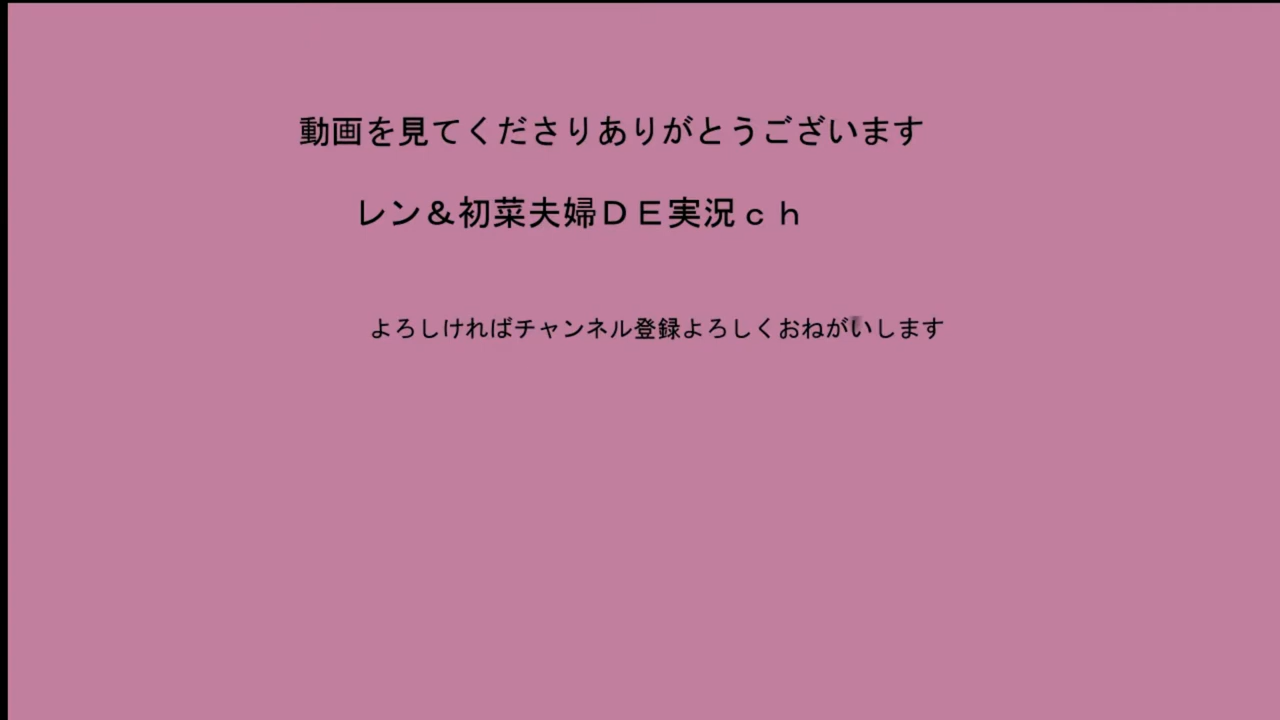 動画を見てくださりありがとうございます
レン＆初菜夫婦ＤＥ実況ｃｈ
よろしければチャンネル登録よろしくおねがいします